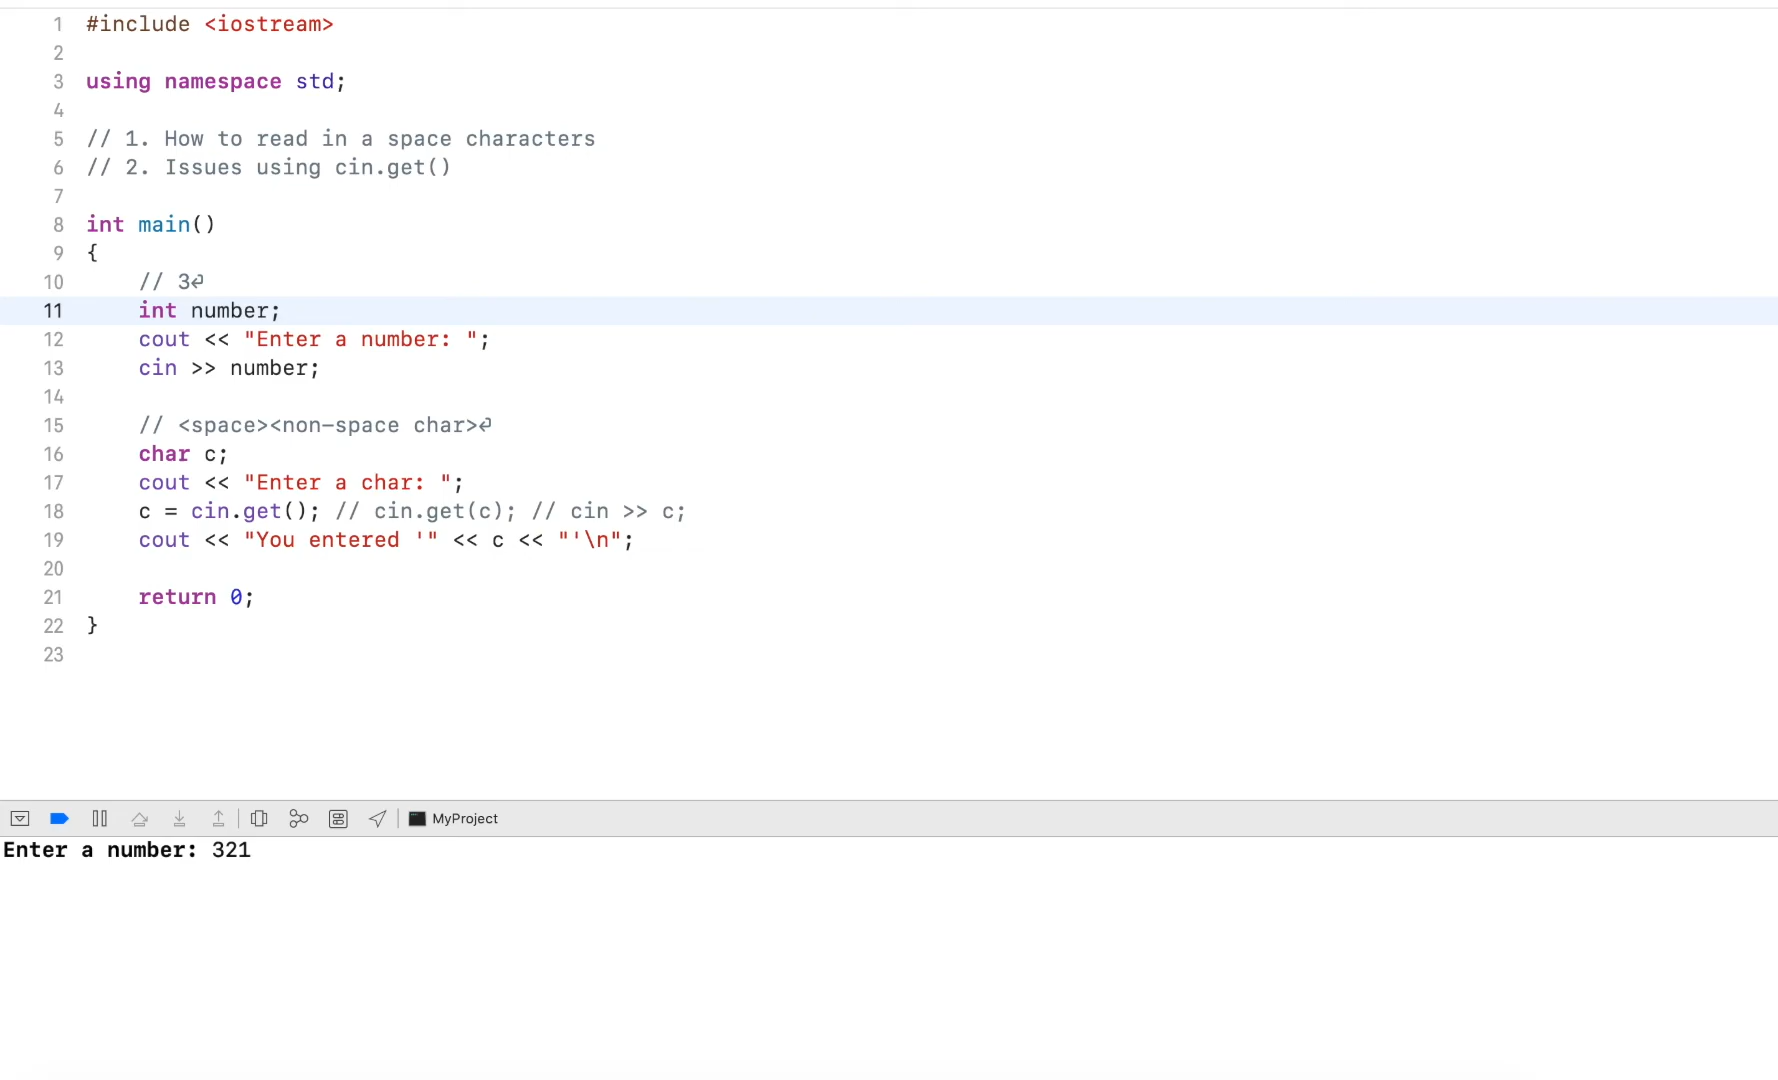 1 #include <iostream>
2
3 using namespace std;
4
5 // 1. How to read in a space characters
6 // 2. Issues using cin.get()
7
8 int main()
9 {
10 // 3⏎
11 int number;
12 cout << "Enter a number: ";
13 cin >> number;
14
15 // <space><non-space char>⏎
16 char c;
17 cout << "Enter a char: ";
18 c = cin.get(); // cin.get(c); // cin >> c;
19 cout << "You entered '" << c << "'\n";
20
21 return 0;
22 }
23
MyProject
Enter a number: 321